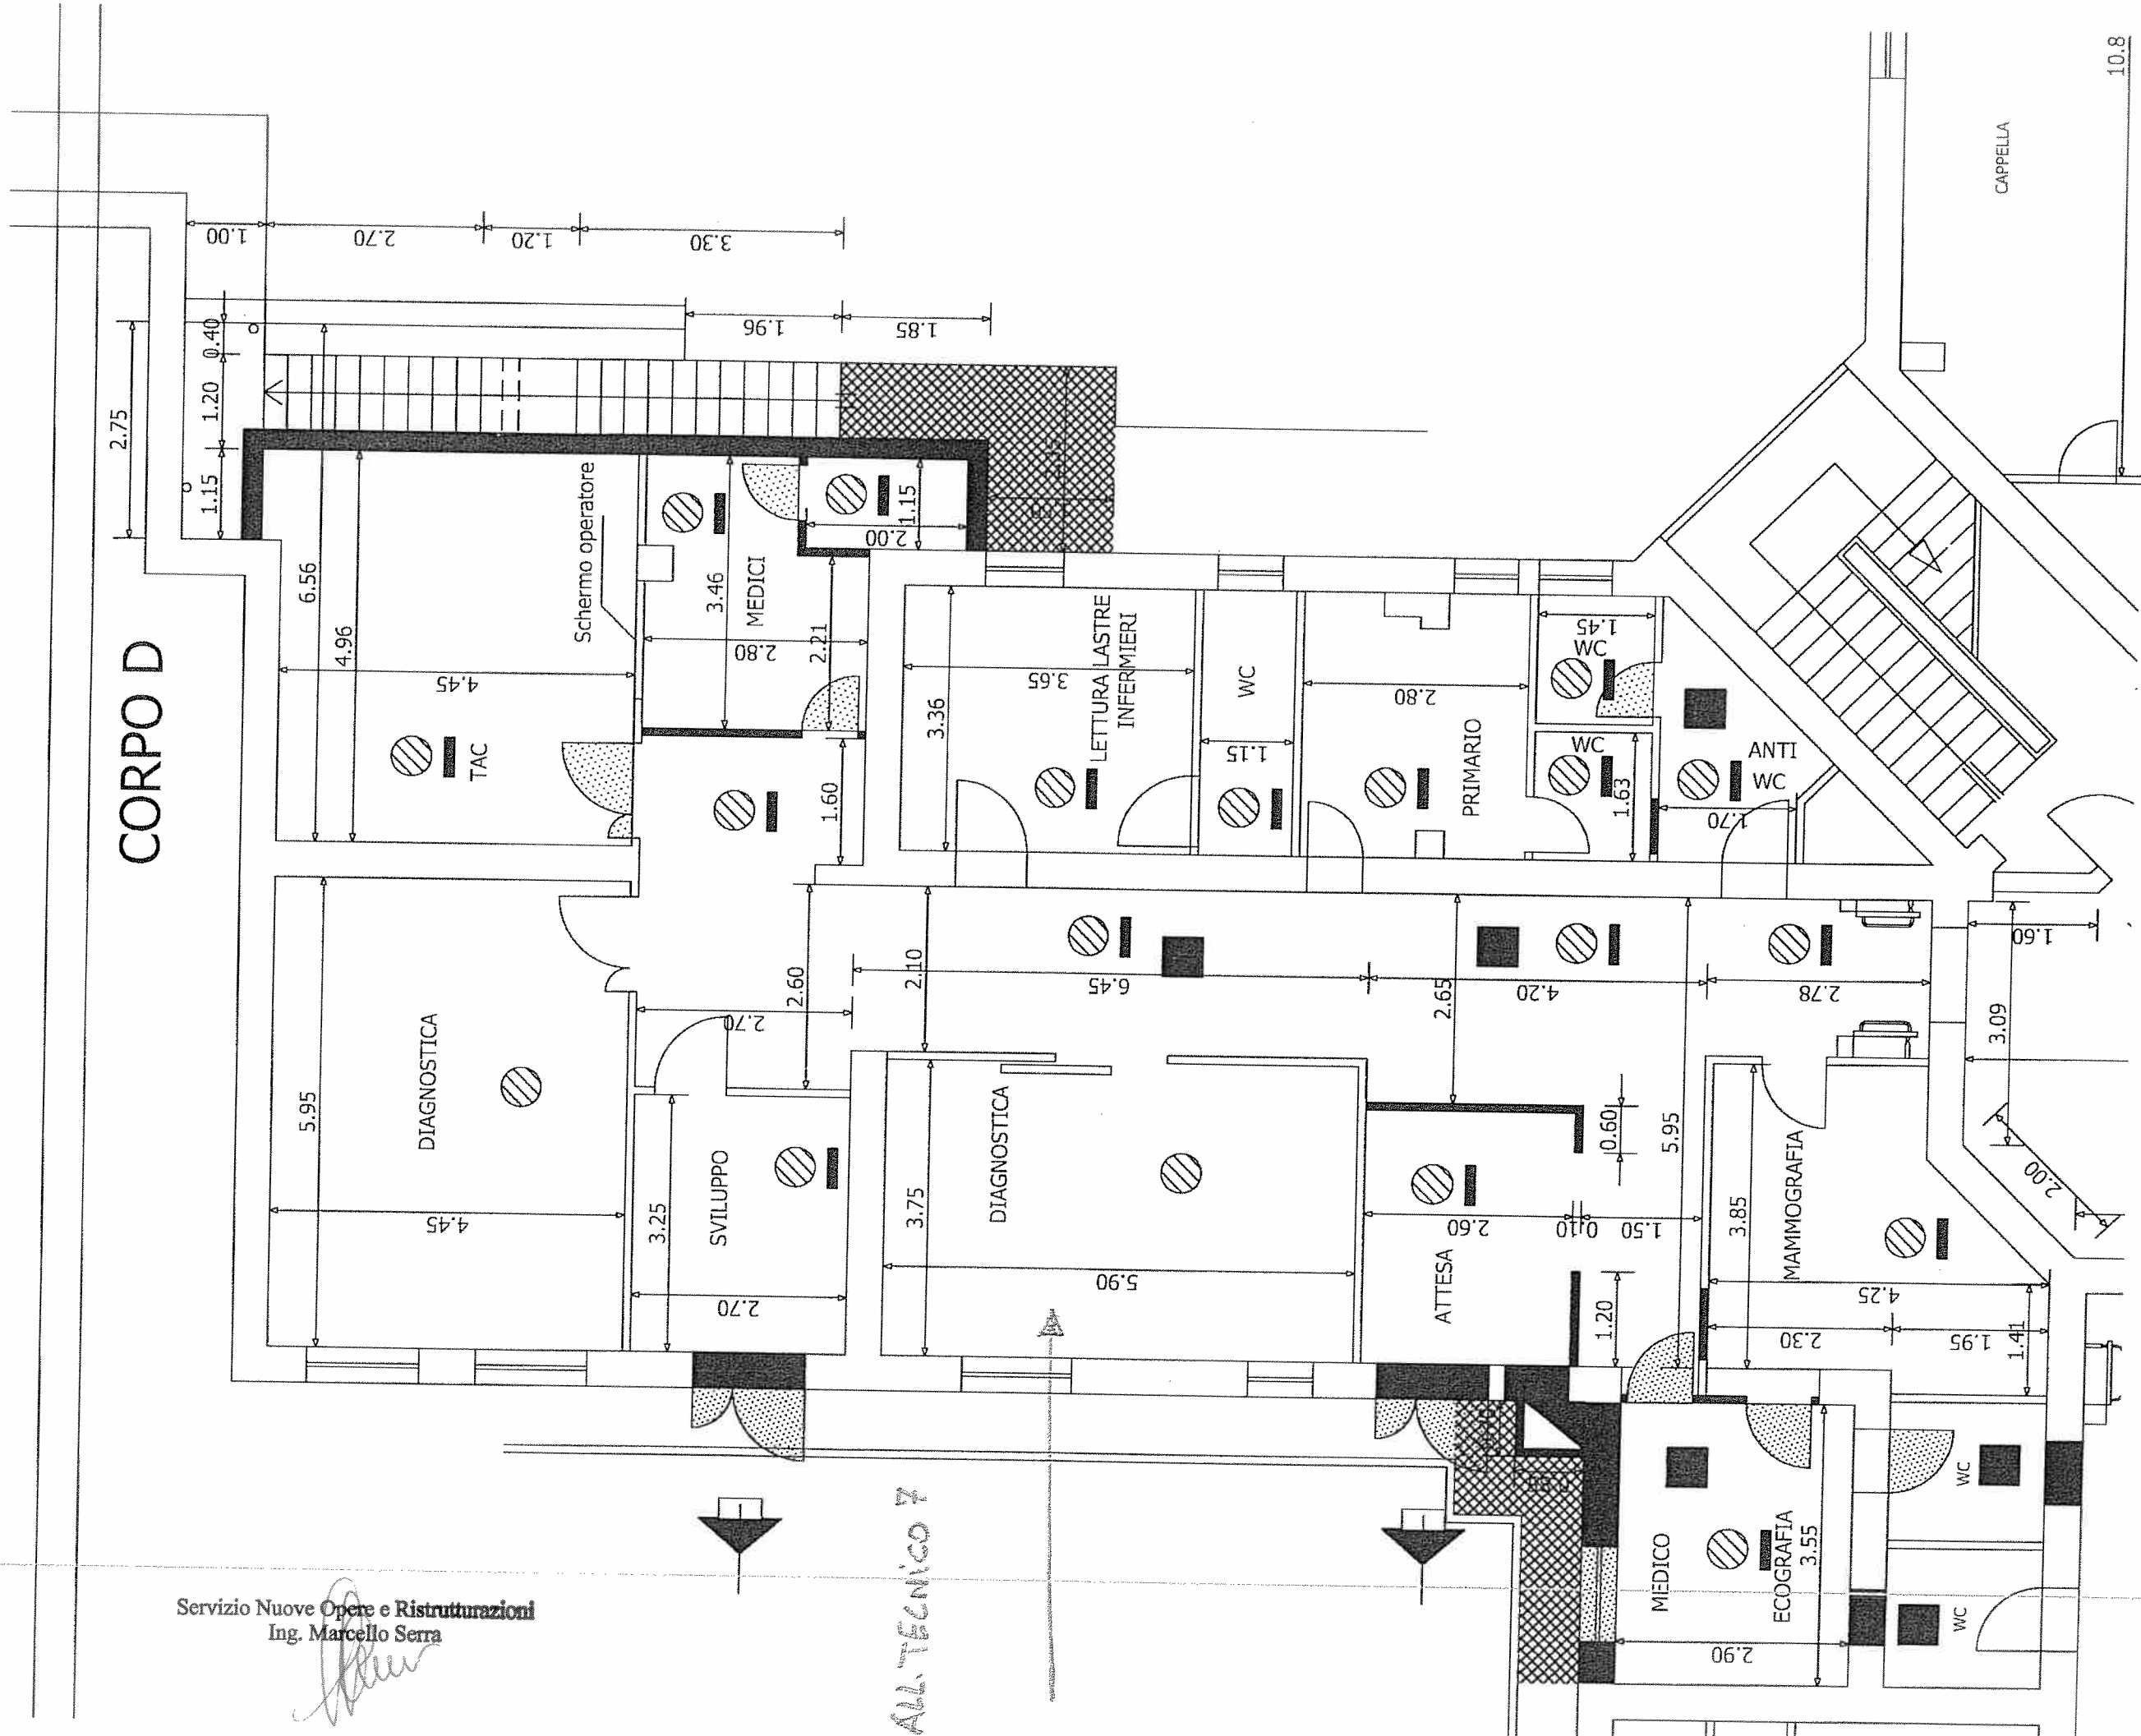 10.8
CAPPELLA
1.00
2.70
1.20
3.30
0.40
1.96
1.85
2.75
1.20
1.15
Schermo operatore
1.15
2.00
6.56
3.46
MEDICI
4.96
2.80
2.21
4.45
CORPO D
TAC
1.60
LETTURA LASTRE
INFERMIERI
3.65
3.36
WC
1.15
2.80
PRIMARIO
1.45
WC
WC
1.63
ANTI
WC
1.70
2.60
2.10
6.45
2.65
4.20
2.78
1.60
3.09
2.70
DIAGNOSTICA
5.95
4.45
3.25
SVILUPPO
2.70
DIAGNOSTICA
3.75
5.90
0.60
5.95
2.60
0.10
1.50
ATTESA
1.20
MAMMOGRAFIA
3.85
4.25
2.30
1.95
1.41
2.00
WC
MEDICO
ECOGRAFIA
3.55
2.90
WC
ALL. TECNICO 7
Servizio Nuove Opere e Ristrutturazioni
Ing. Marcello Serra